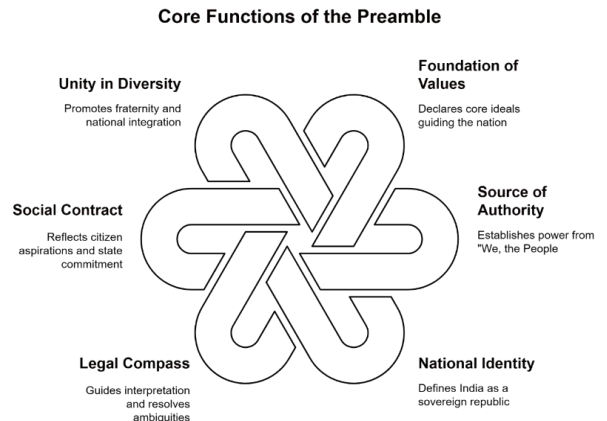 Core Functions of the Preamble
Unity in Diversity
Promotes fraternity and
national integration
Foundation of
Values
Declares core ideals
guiding the nation
Social Contract
Reflects citizen
aspirations and state
commitment
Source of
Authority
Establishes power from
"We, the People
Legal Compass
Guides interpretation
and resolves
ambiguities
National Identity
Defines India as a
sovereign republic